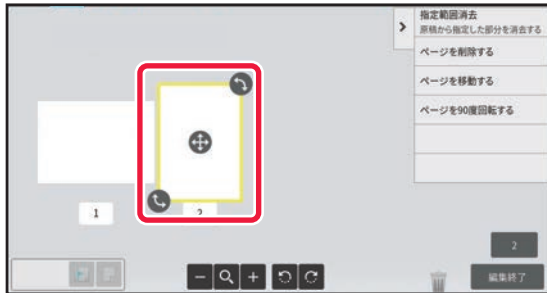 指定範囲消去
原稿から指定した部分を消去する
ページを削除する
ページを移動する
ページを90度回転する
1
2
2
編集終了